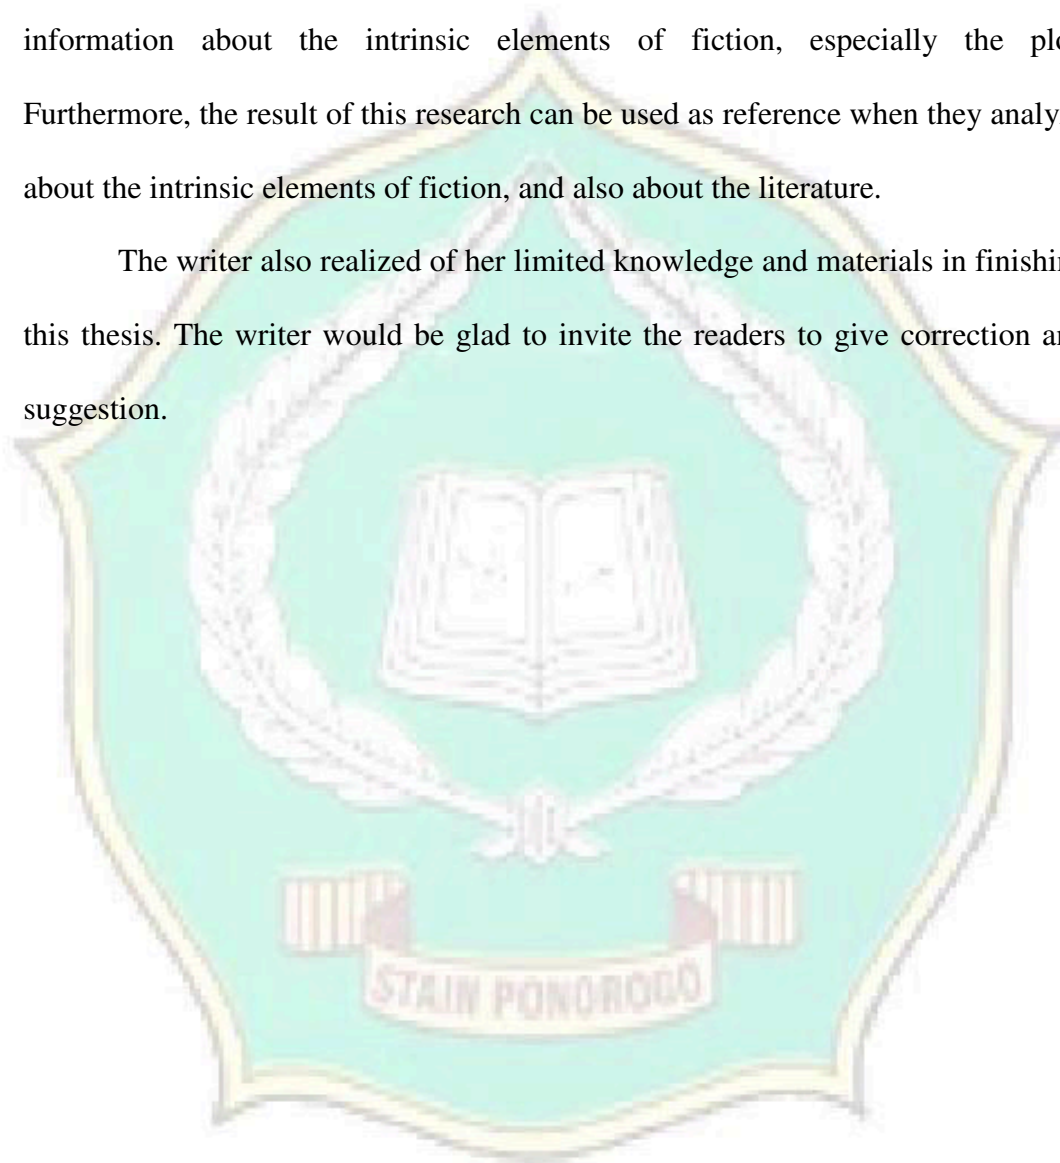 information about the intrinsic elements of fiction, especially the plo
Furthermore, the result of this research can be used as reference when they analy
about the intrinsic elements of fiction, and also about the literature.
The writer also realized of her limited knowledge and materials in finishin
this thesis. The writer would be glad to invite the readers to give correction an
suggestion.
STAIN PONOROGO